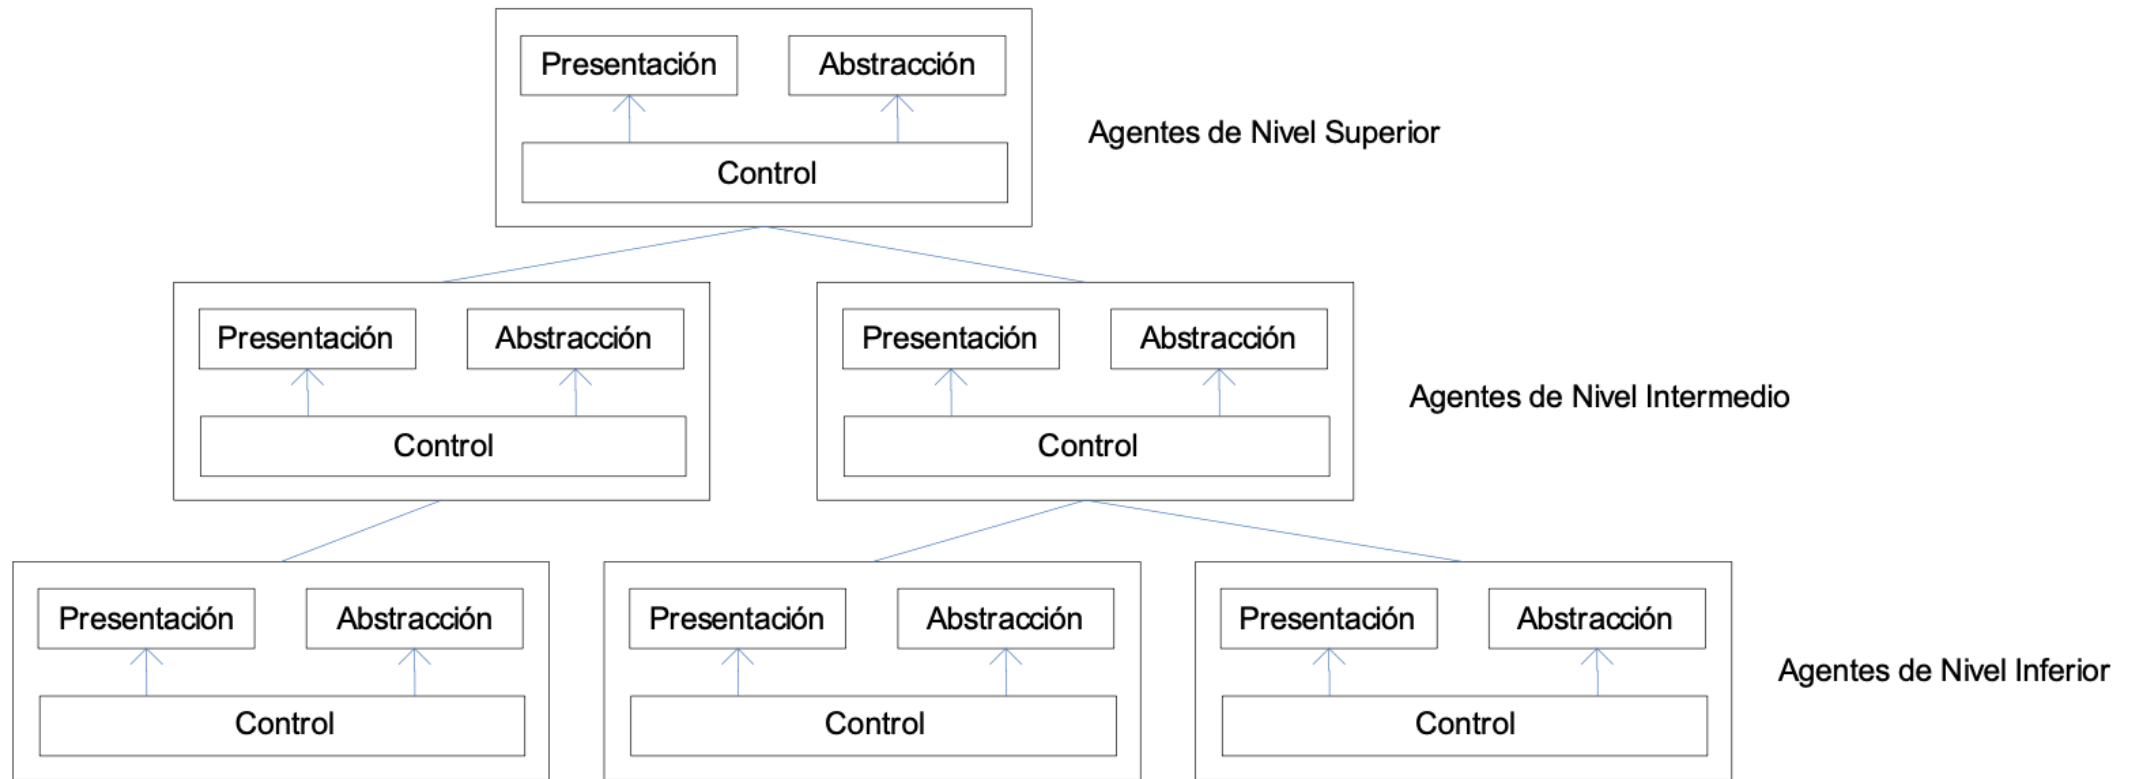 Presentación
Abstracción
Control
Agentes de Nivel Superior
Presentación
Abstracción
Control
Presentación
Abstracción
Control
Agentes de Nivel Intermedio
Presentación
Abstracción
Control
Presentación
Abstracción
Control
Presentación
Abstracción
Control
Agentes de Nivel Inferior